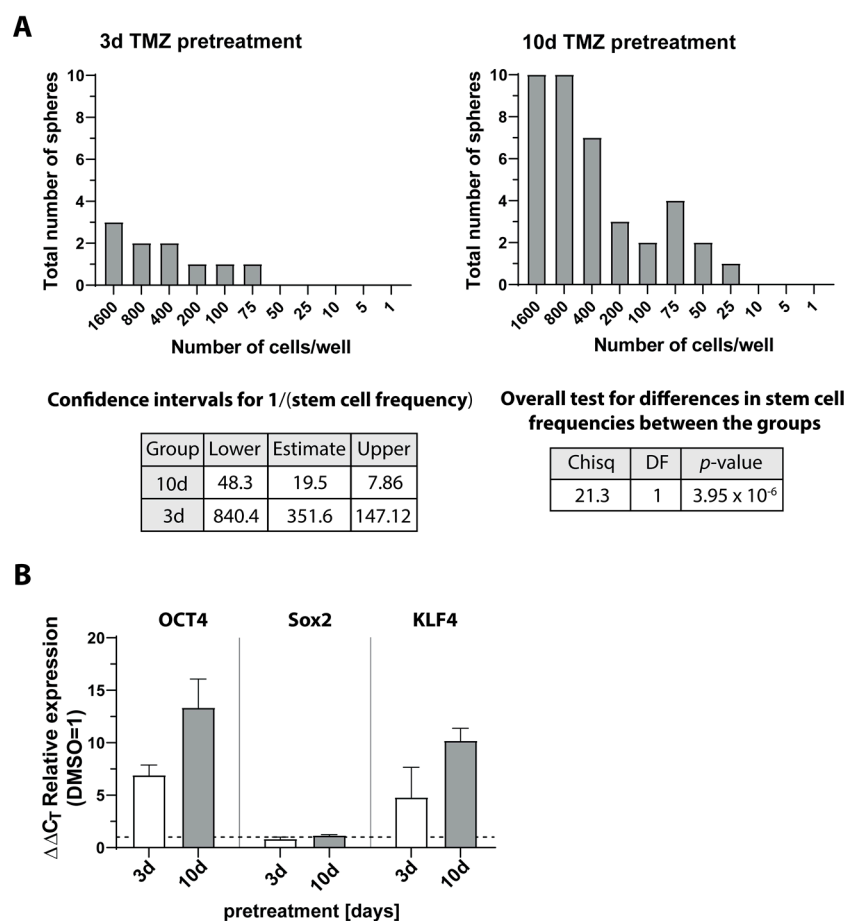 A
3d TMZ pretreatment
Total number of spheres
10
8
6
4
2
0
1600 800 400 200 100 75 50 25 10 5 1
Number of cells/well
10d TMZ pretreatment
Total number of spheres
10
8
6
4
2
0
1600 800 400 200 100 75 50 25 10 5 1
Number of cells/well
Confidence intervals for 1/(stem cell frequency)
Group Lower Estimate Upper
10d 48.3 19.5 7.86
3d 840.4 351.6 147.12
Overall test for differences in stem cell
frequencies between the groups
Chisq DF p-value
21.3 1 3.95 x 10⁻⁶
B
OCT4 Sox2 KLF4
ΔΔCT Relative expression
(DMSO=1)
20
15
10
5
0
3d 10d 3d 10d 3d 10d
pretreatment [days]